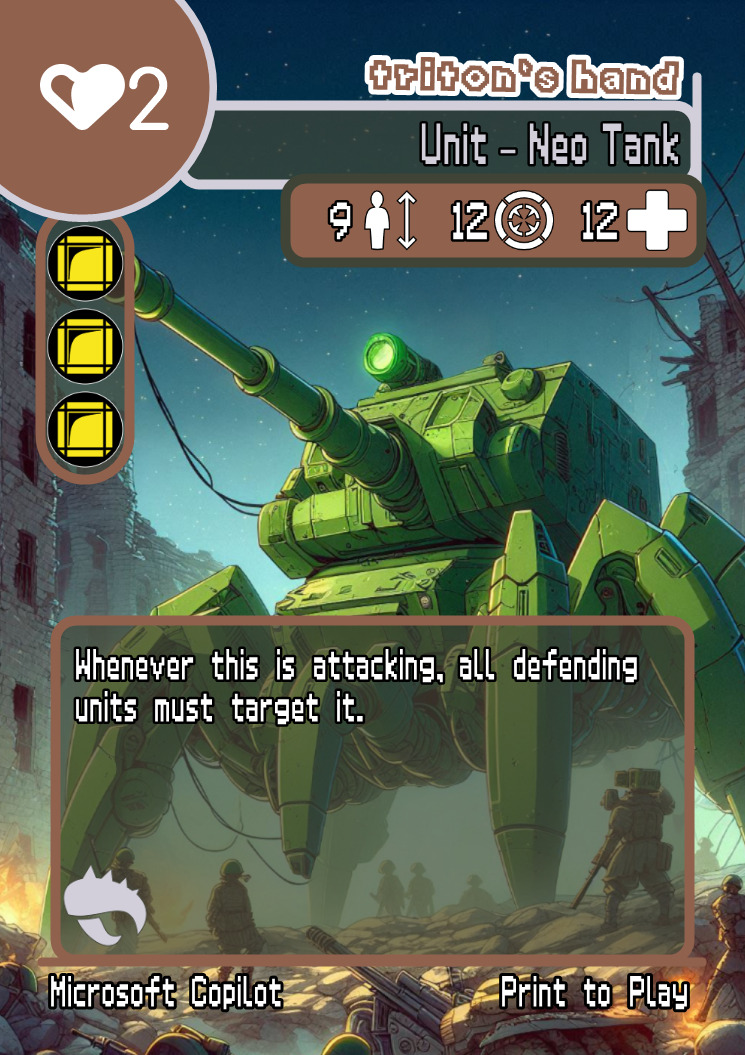 2
triton's hand
Unit – Neo Tank
9 12 12
Whenever this is attacking, all defending
units must target it.
Microsoft Copilot
Print to Play